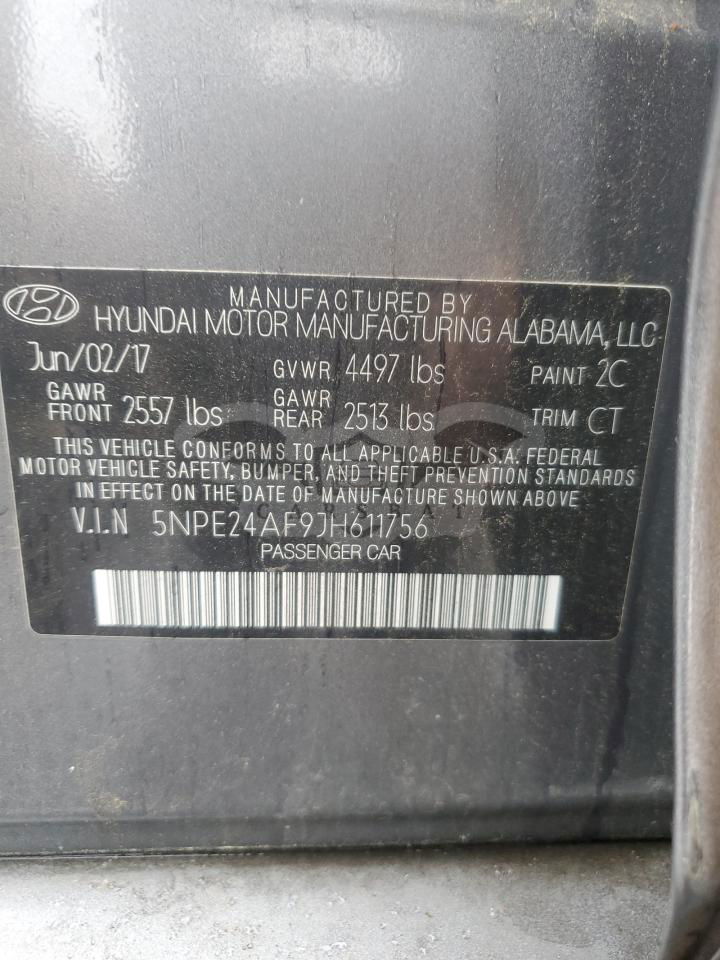 MANUFACTURED BY
HYUNDAI MOTOR MANUFACTURING ALABAMA, LLC
Jun/02/17 GVWR 4497 lbs PAINT 2C
GAWR FRONT 2557 lbs GAWR REAR 2513 lbs TRIM CT
THIS VEHICLE CONFORMS TO ALL APPLICABLE U.S.A. FEDERAL
MOTOR VEHICLE SAFETY, BUMPER, AND THEFT PREVENTION STANDARDS
IN EFFECT ON THE DATE OF MANUFACTURE SHOWN ABOVE.
CARSBAT
V.I.N 5NPE24AF9JH611756
PASSENGER CAR